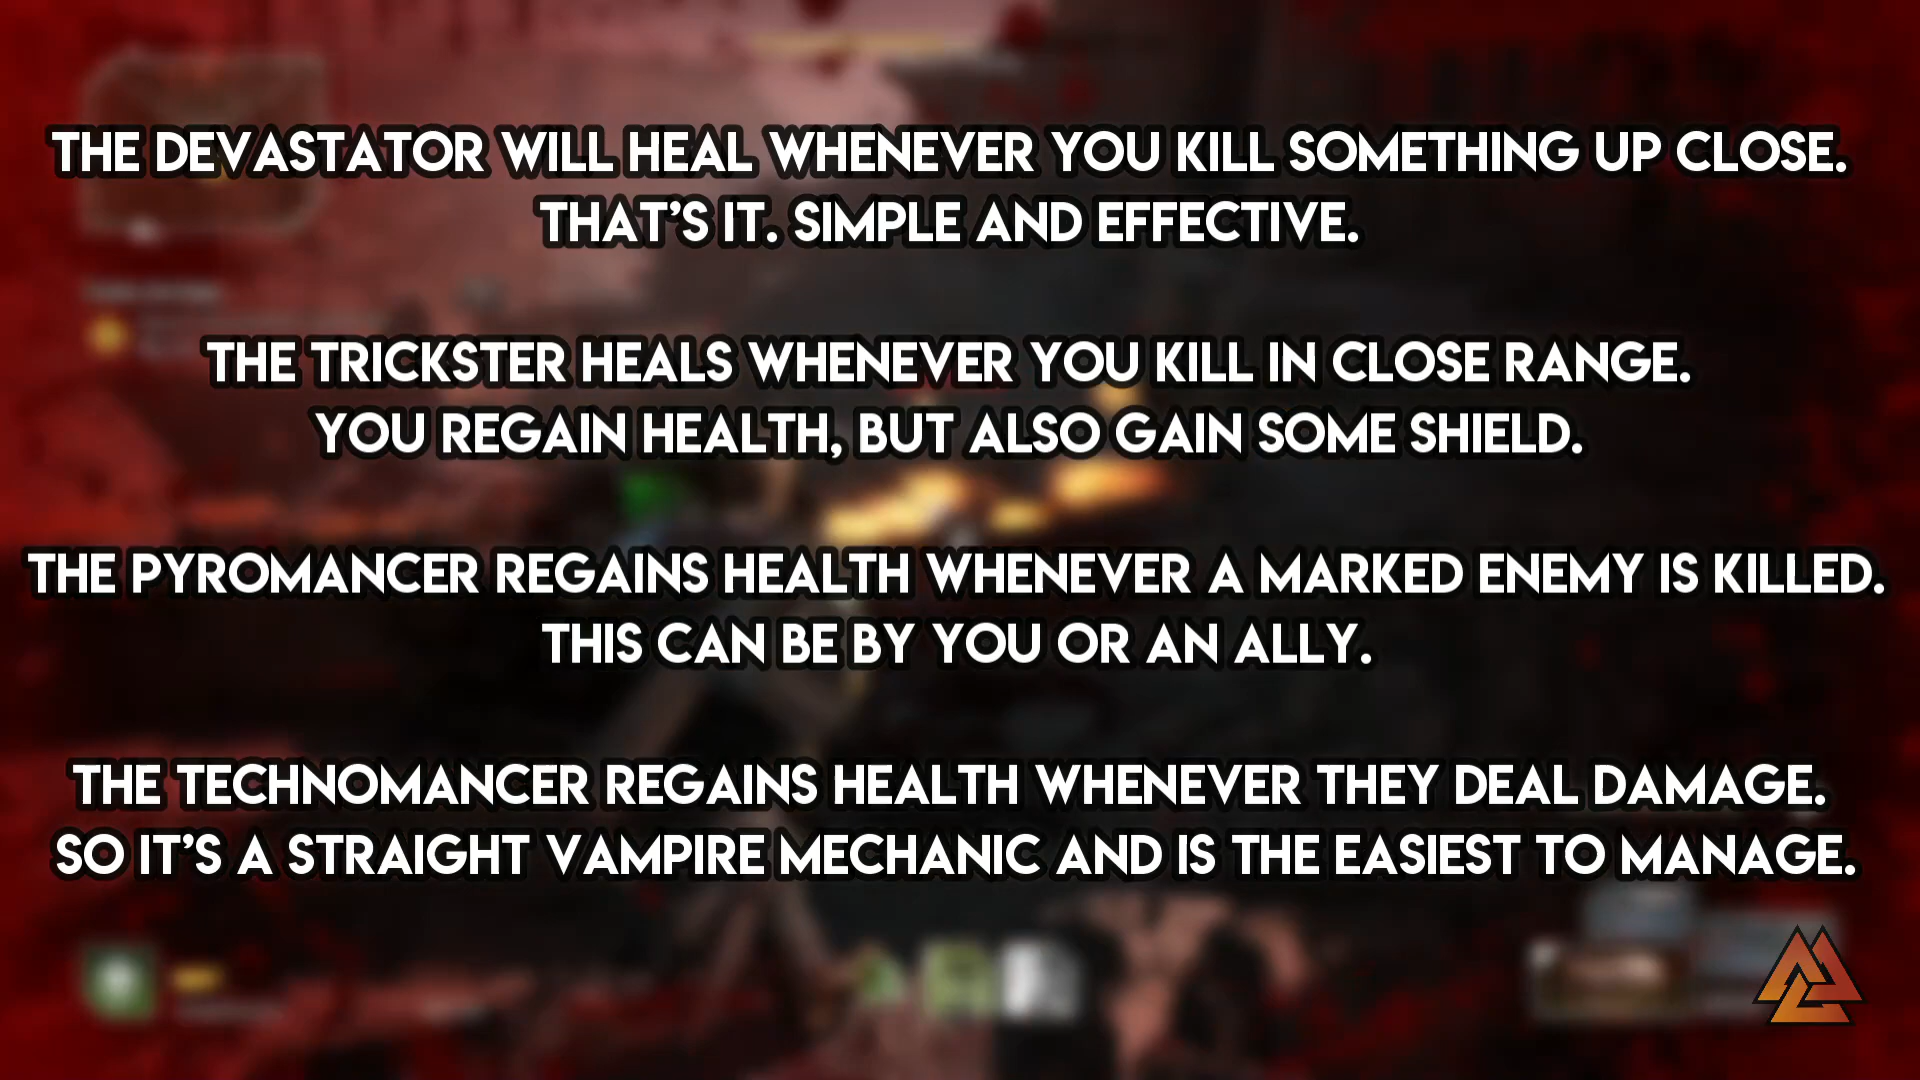 THE DEVASTATOR WILL HEAL WHENEVER YOU KILL SOMETHING UP CLOSE.
THAT'S IT. SIMPLE AND EFFECTIVE.
THE TRICKSTER HEALS WHENEVER YOU KILL IN CLOSE RANGE.
YOU REGAIN HEALTH, BUT ALSO GAIN SOME SHIELD.
THE PYROMANCER REGAINS HEALTH WHENEVER A MARKED ENEMY IS KILLED.
THIS CAN BE BY YOU OR AN ALLY.
THE TECHNOMANCER REGAINS HEALTH WHENEVER THEY DEAL DAMAGE.
SO IT'S A STRAIGHT VAMPIRE MECHANIC AND IS THE EASIEST TO MANAGE.